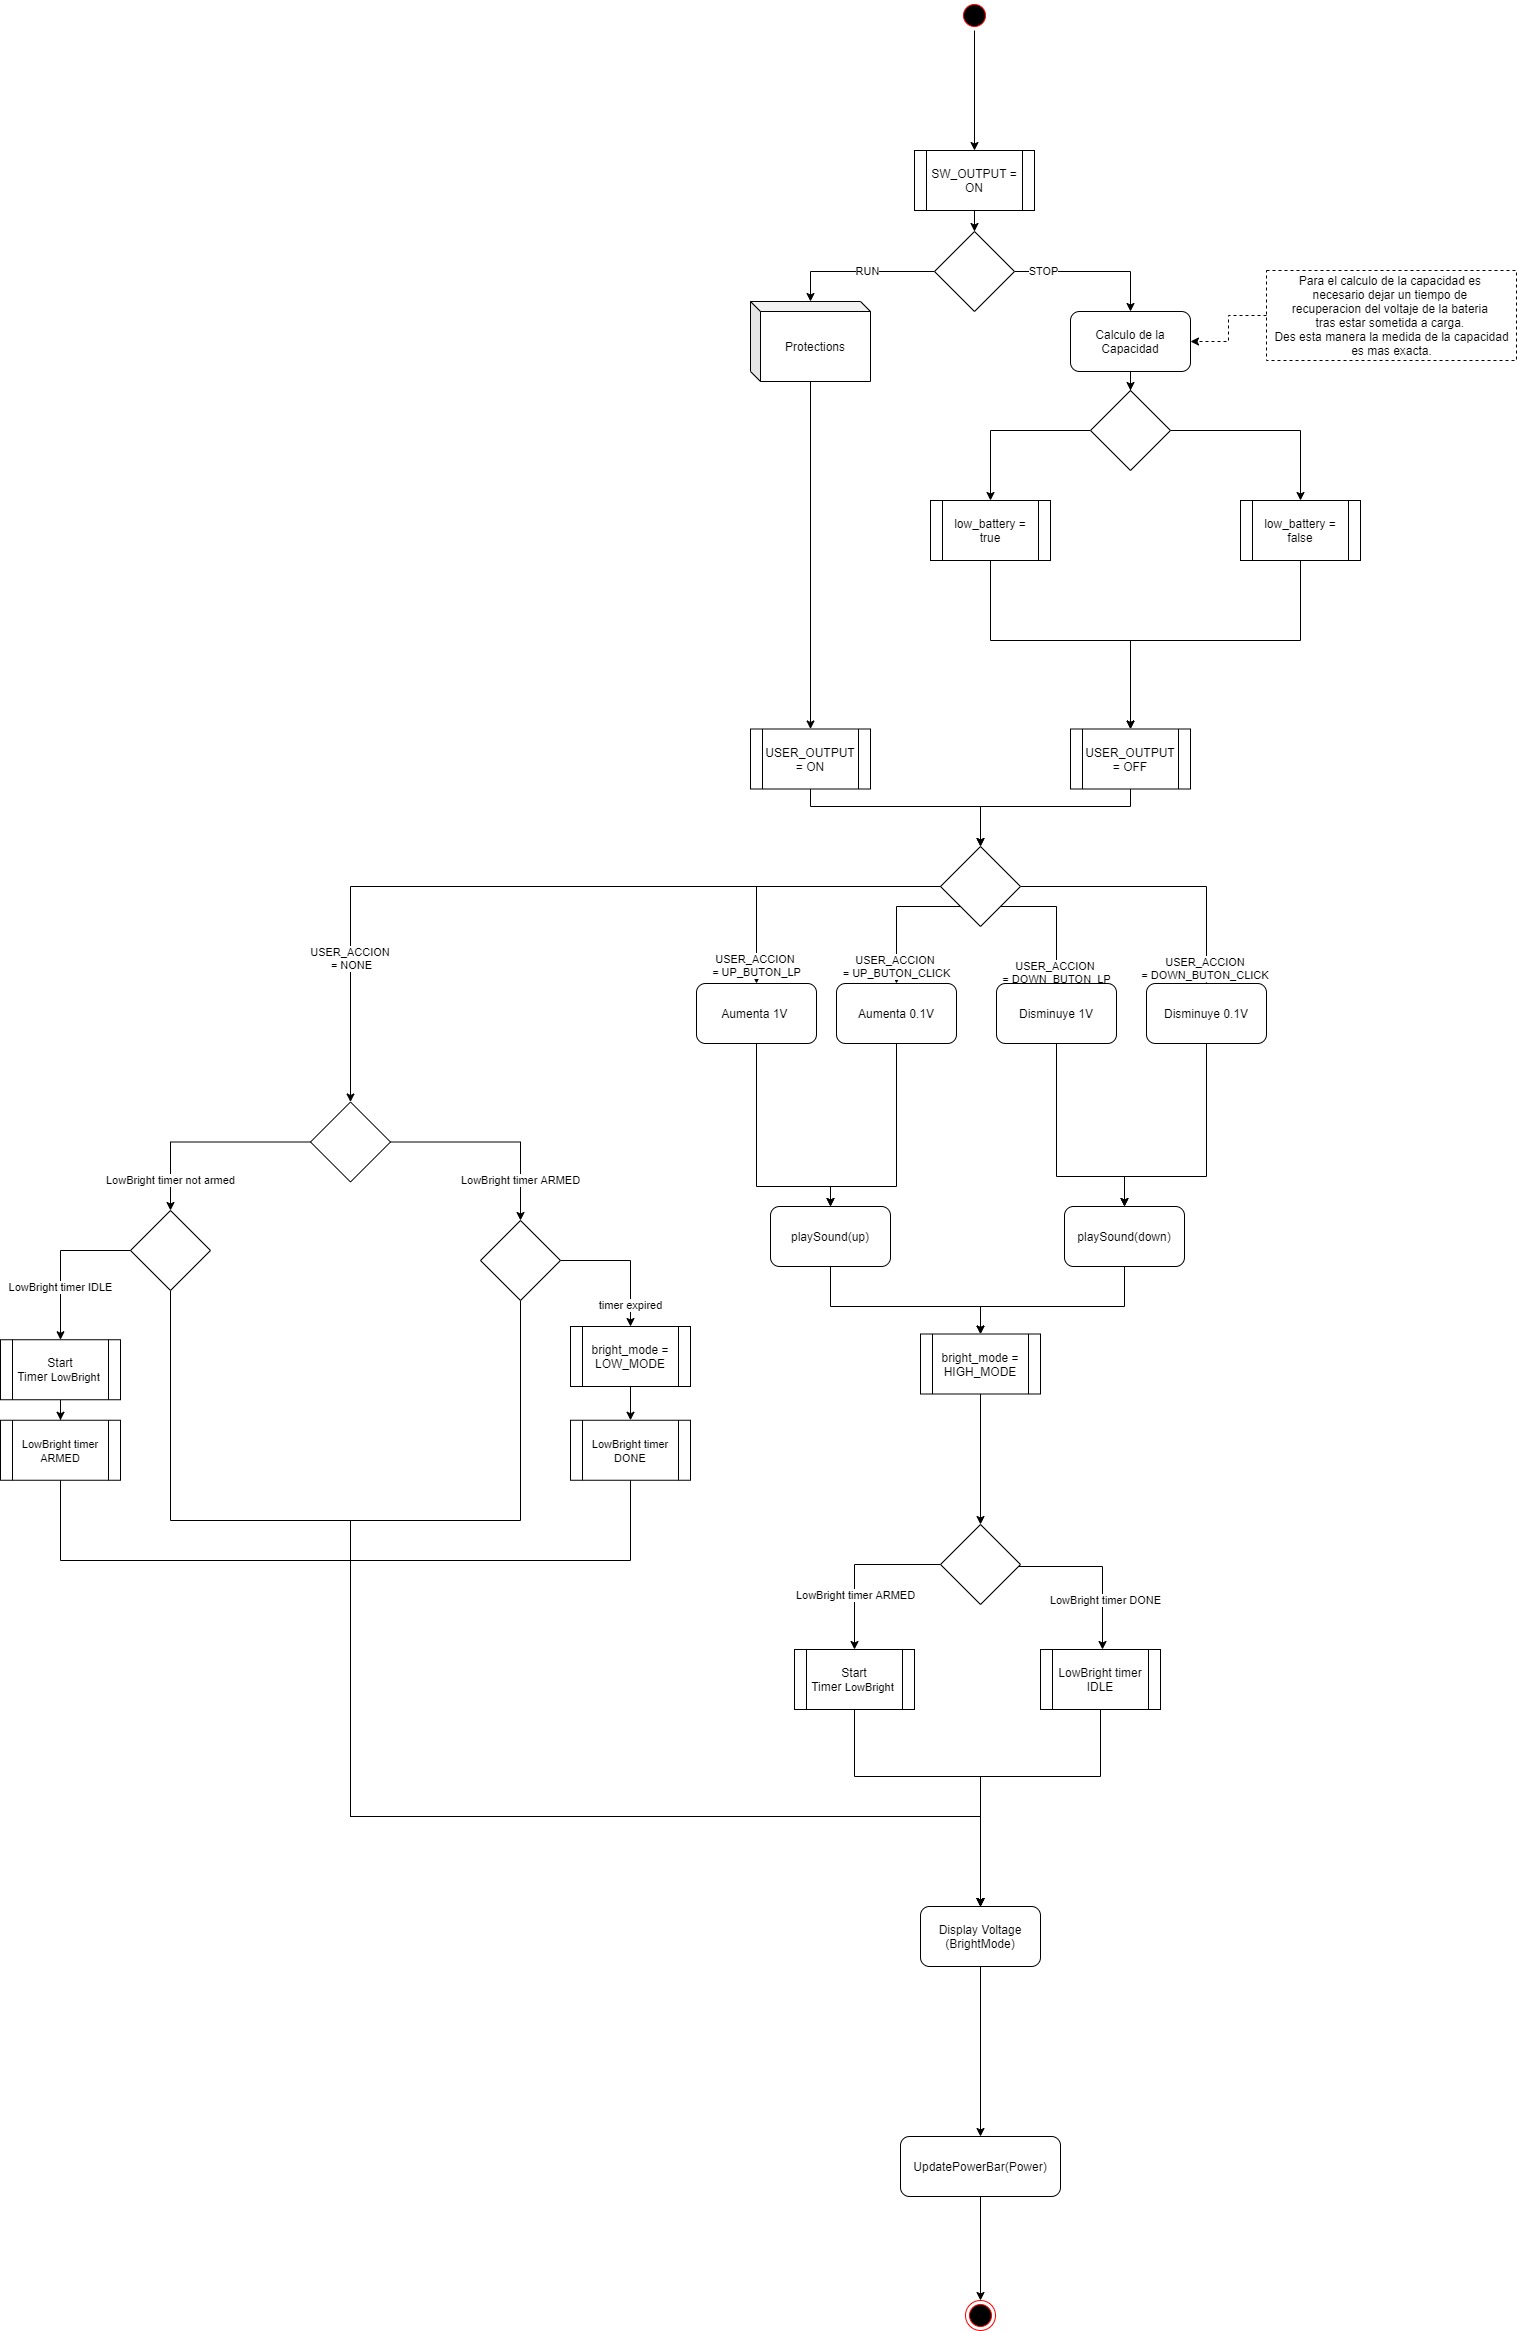 SW_OUTPUT =
ON
RUN
STOP
Para el calculo de la capacidad es
necesario dejar un tiempo de
recuperacion del voltaje de la bateria
tras estar sometida a carga.
Des esta manera la medida de la capacidad
es mas exacta.
Protections
Calculo de la
Capacidad
low_battery =
true
low_battery =
false
USER_OUTPUT
= ON
USER_OUTPUT
= OFF
USER_ACCION
= NONE
USER_ACCION
= UP_BUTON_LP
USER_ACCION
= UP_BUTON_CLICK
USER_ACCION
= DOWN_BUTON_LP
USER_ACCION
= DOWN_BUTON_CLICK
Aumenta 1V
Aumenta 0.1V
Disminuye 1V
Disminuye 0.1V
LowBright timer not armed
LowBright timer ARMED
playSound(up)
playSound(down)
LowBright timer IDLE
timer expired
Start
Timer LowBright
bright_mode =
LOW_MODE
bright_mode =
HIGH_MODE
LowBright timer
ARMED
LowBright timer
DONE
LowBright timer ARMED
LowBright timer DONE
Start
Timer LowBright
LowBright timer
IDLE
Display Voltage
(BrightMode)
UpdatePowerBar(Power)